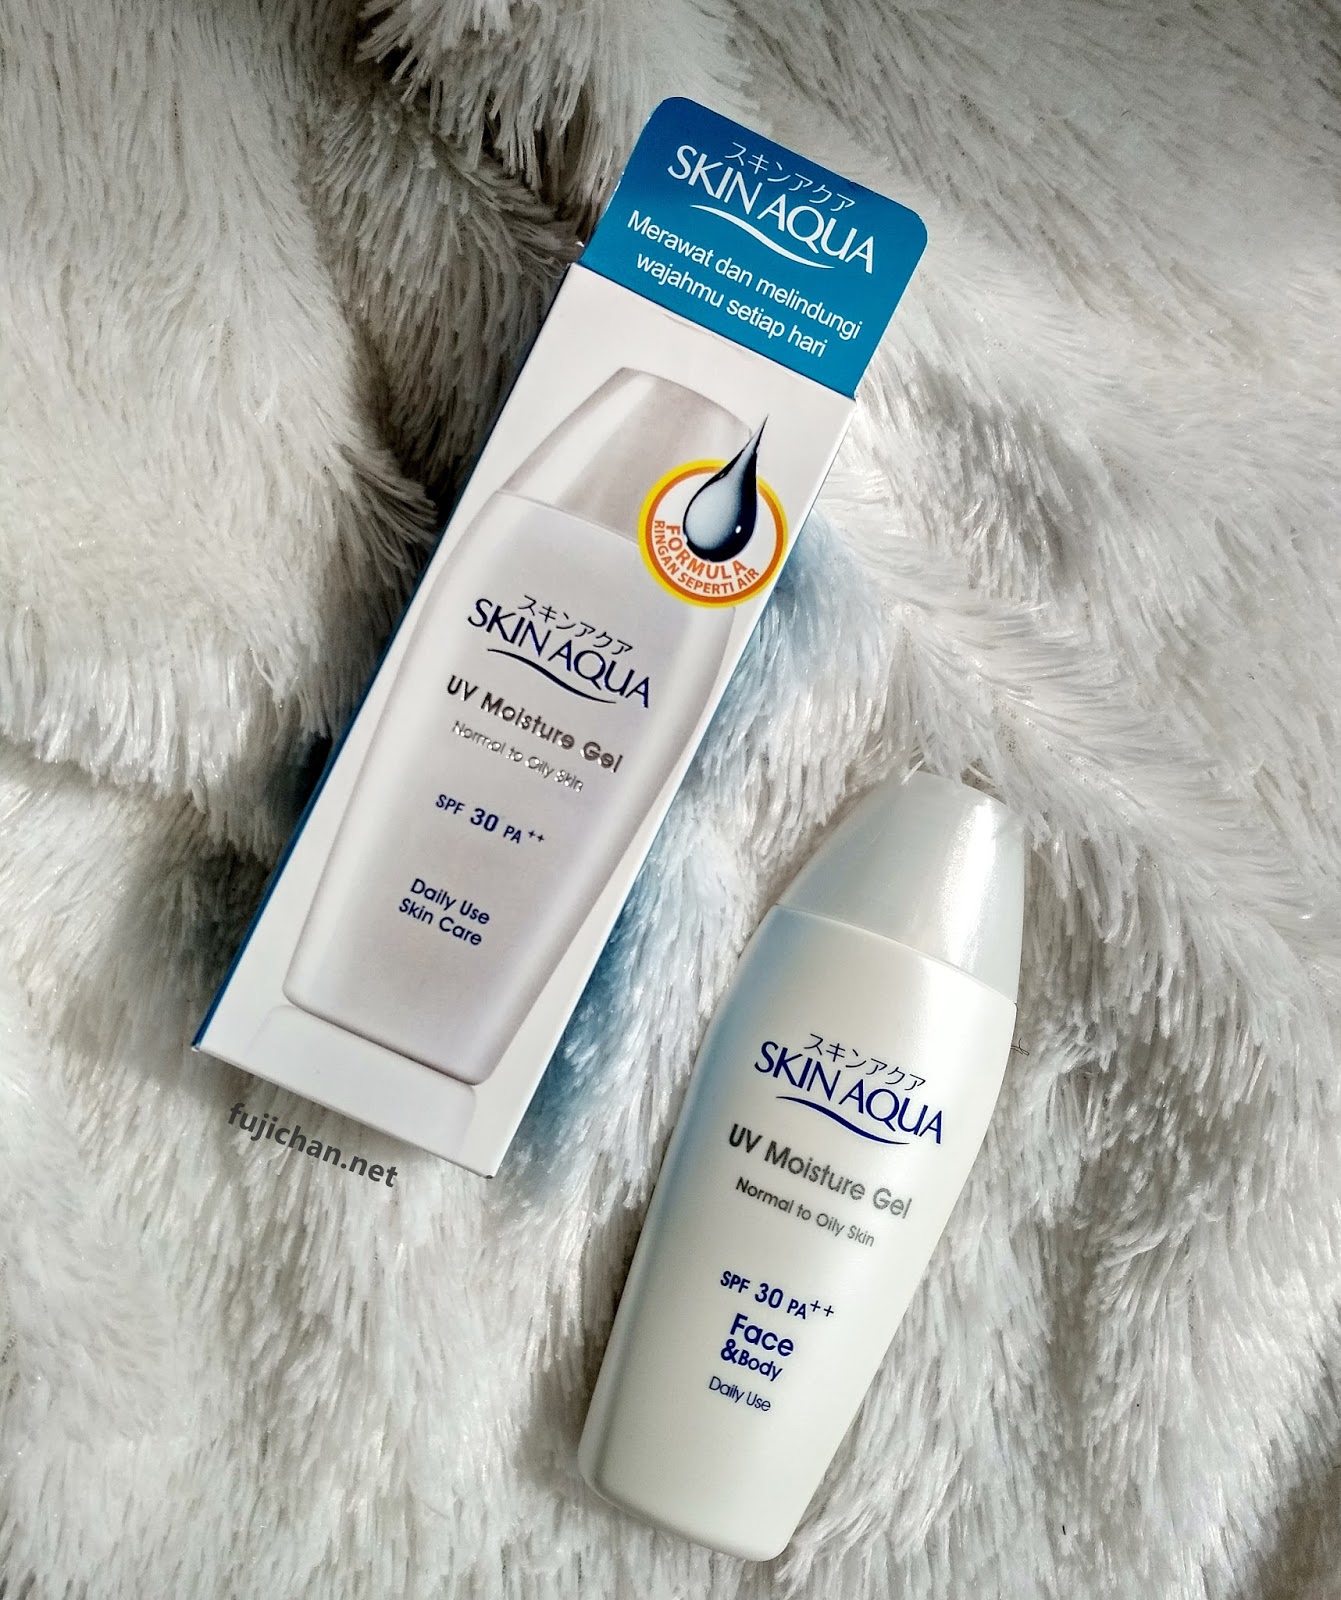 スキンアクア
SKIN AQUA
Merawat dan melindungi
wajahmu setiap hari
FORMULA
RINGAN SEPERTI AIR
スキンアクア
SKIN AQUA
UV Moisture Gel
Normal to Oily Skin
SPF 30 PA++
Daily Use
Skin Care
fujichan.net
スキンアクア
SKIN AQUA
UV Moisture Gel
Normal to Oily Skin
SPF 30 PA++
Face
&Body
Daily Use